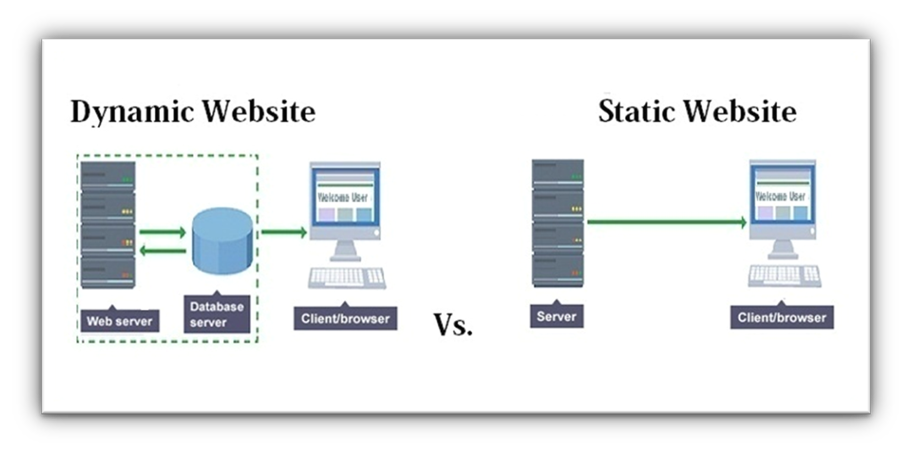 Dynamic Website
Static Website
Welcome User
Welcome User
Web server
Database
server
Client/browser
Vs.
Server
Client/browser